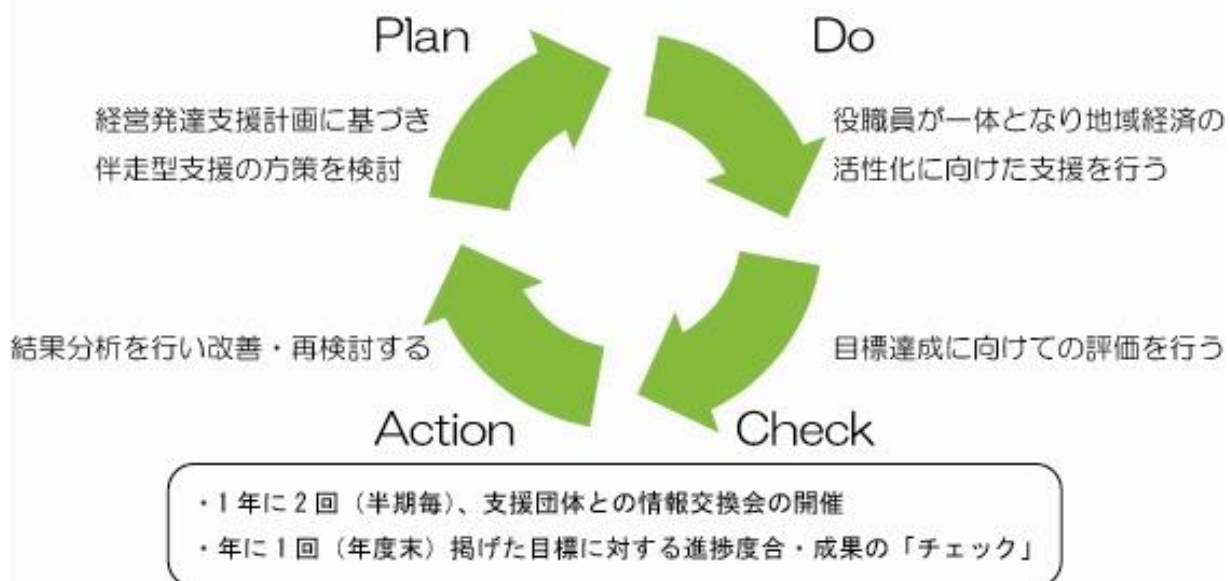 Plan
経営発達支援計画に基づき
伴走型支援の方策を検討
Do
役職員が一体となり地域経済の
活性化に向けた支援を行う
結果分析を行い改善・再検討する
Action
目標達成に向けての評価を行う
Check
・1年に2回（半期毎）、支援団体との情報交換会の開催
・年に1回（年度末）掲げた目標に対する進捗度合・成果の「チェック」